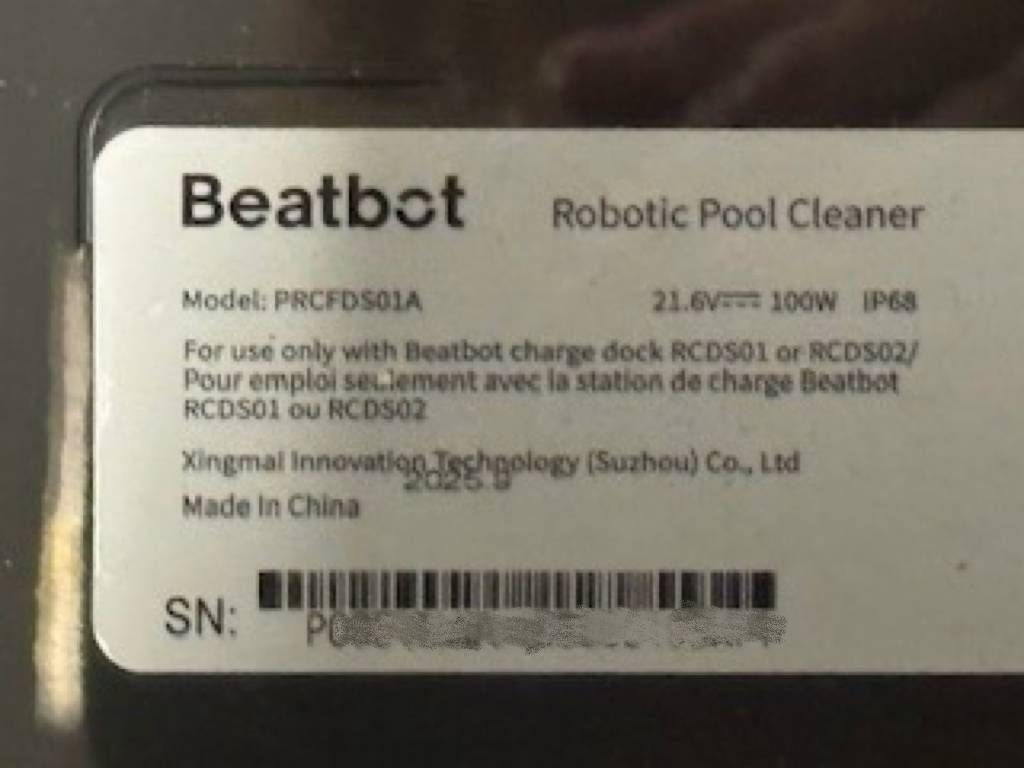 Beatbot
Robotic Pool Cleaner
Model: PRCFDS01A
21.6V⎓ 100W IP68
For use only with Beatbot charge dock RCDS01 or RCDS02/
Pour emploi seulement avec la station de charge Beatbot
RCDS01 ou RCDS02
Xingmai Innovation Technology (Suzhou) Co., Ltd
2025.9
Made In China
SN: